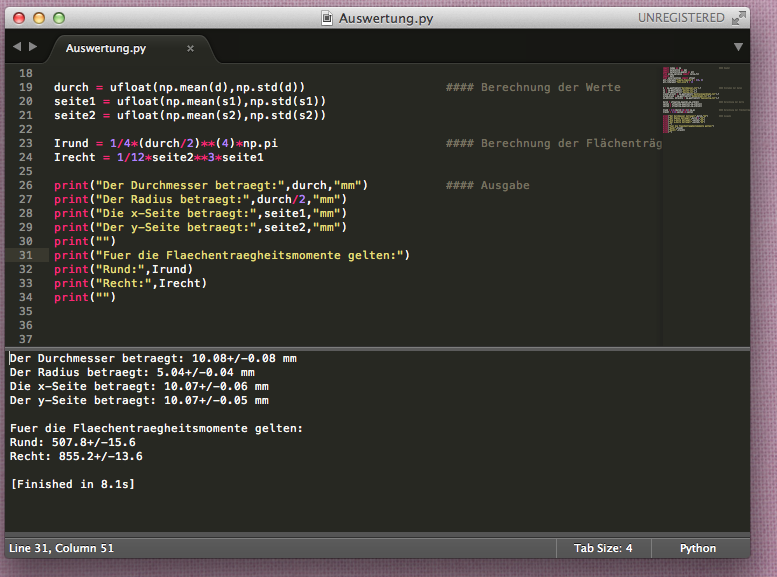 Auswertung.py
UNREGISTERED
Auswertung.py ×
18
19 durch = ufloat(np.mean(d),np.std(d)) #### Berechnung der Werte
20 seite1 = ufloat(np.mean(s1),np.std(s1))
21 seite2 = ufloat(np.mean(s2),np.std(s2))
22
23 Irund = 1/4*(durch/2)**(4)*np.pi #### Berechnung der Flächenträg
24 Irecht = 1/12*seite2**3*seite1
25
26 print("Der Durchmesser betraegt:",durch,"mm") #### Ausgabe
27 print("Der Radius betraegt:",durch/2,"mm")
28 print("Die x-Seite betraegt:",seite1,"mm")
29 print("Der y-Seite betraegt:",seite2,"mm")
30 print("")
31 print("Fuer die Flaechentraegheitsmomente gelten:")
32 print("Rund:",Irund)
33 print("Recht:",Irecht)
34 print("")
35
36
37
Der Durchmesser betraegt: 10.08+/-0.08 mm
Der Radius betraegt: 5.04+/-0.04 mm
Die x-Seite betraegt: 10.07+/-0.06 mm
Der y-Seite betraegt: 10.07+/-0.05 mm
Fuer die Flaechentraegheitsmomente gelten:
Rund: 507.8+/-15.6
Recht: 855.2+/-13.6
[Finished in 8.1s]
Line 31, Column 51
Tab Size: 4
Python